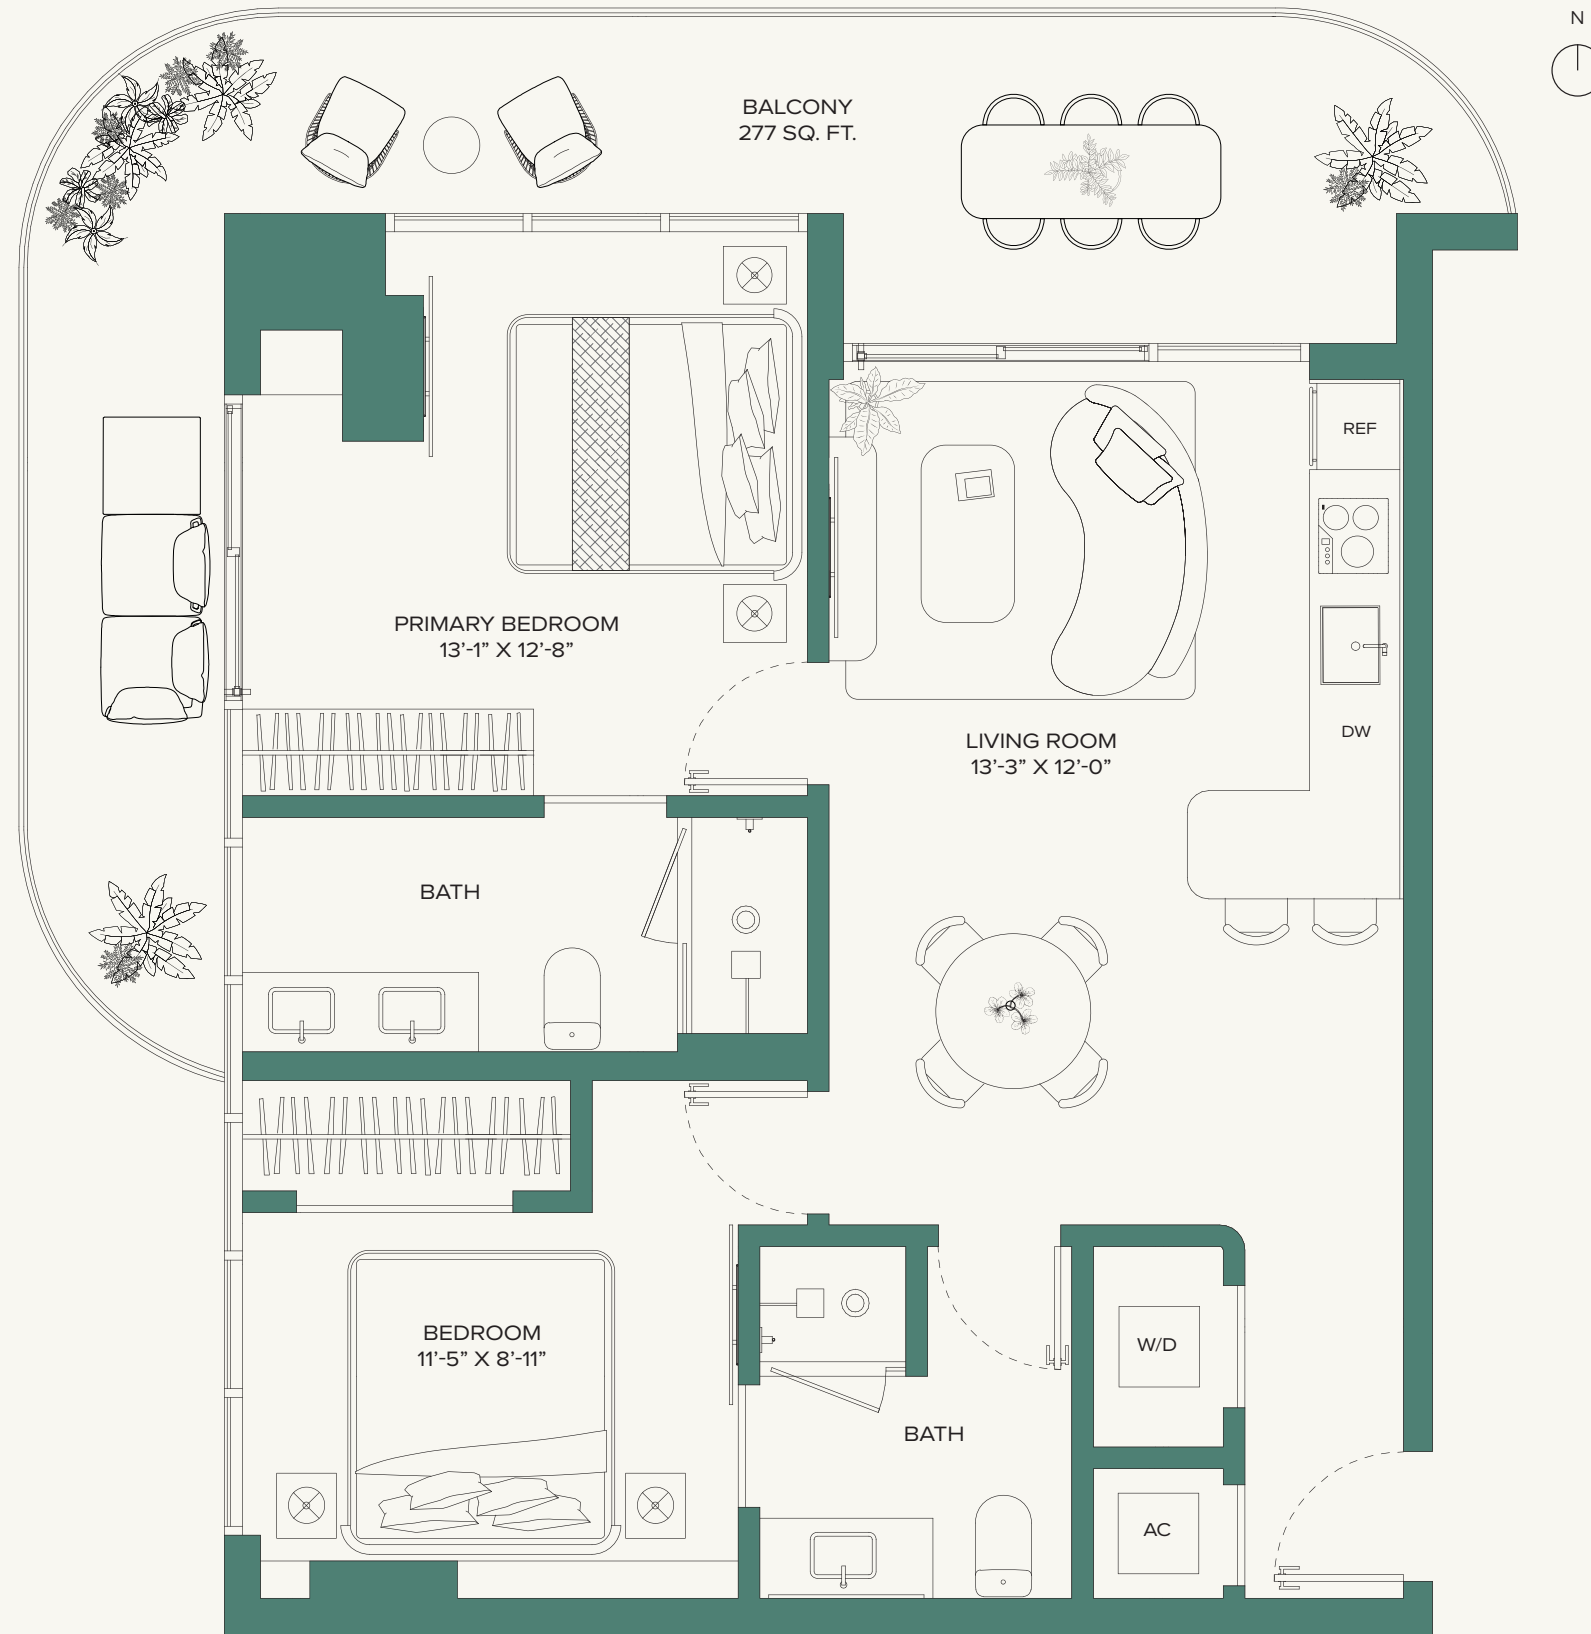 N
BALCONY
277 SQ. FT.
REF
PRIMARY BEDROOM
13’-1” X 12’-8”
DW
LIVING ROOM
13’-3” X 12’-0”
BATH
BEDROOM
11’-5” X 8’-11”
W/D
BATH
AC